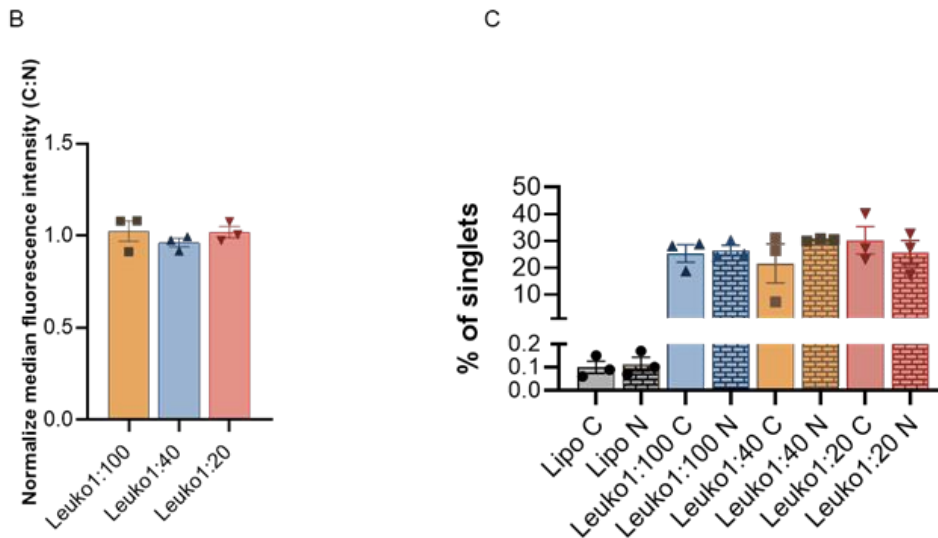 B
C
Normalize median fluorescence intensity (C:N)
1.5
1.0
0.5
0.0
Leuko1:100
Leuko1:40
Leuko1:20
% of singlets
50
40
30
20
10
0.2
0.1
0.0
Lipo C
Lipo N
Leuko1:100 C
Leuko1:100 N
Leuko1:40 C
Leuko1:40 N
Leuko1:20 C
Leuko1:20 N